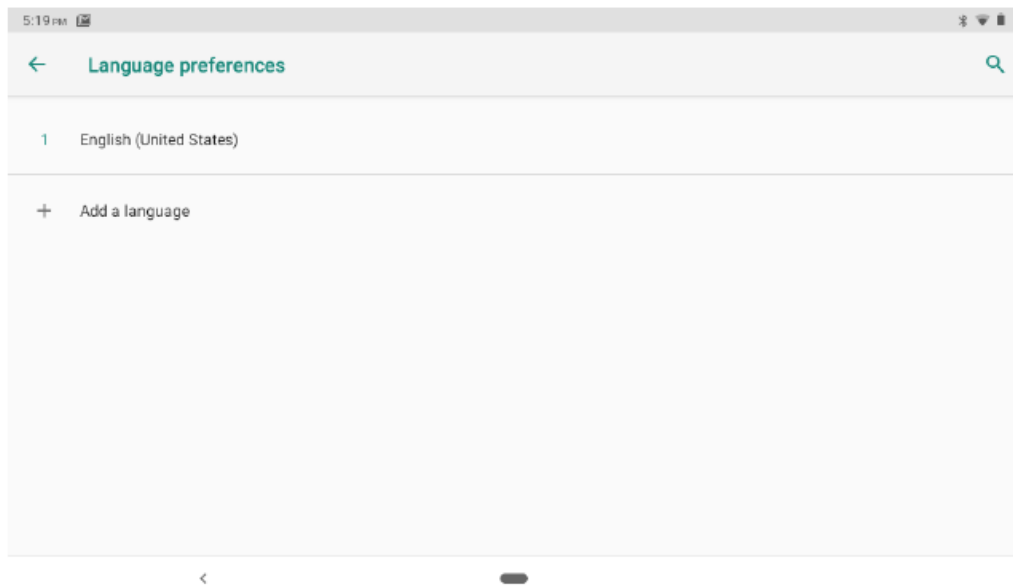 5:19 PM
Language preferences
1 English (United States)
Add a language